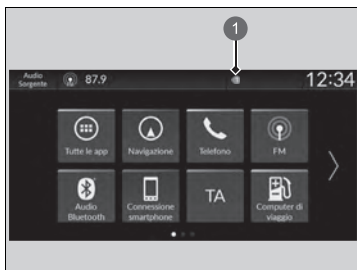 1
Audio
Sorgente
87.9
12:34
Tutte le app
Navigazione
Telefono
FM
Audio
Bluetooth
Connessione
smartphone
TA
Computer di
viaggio